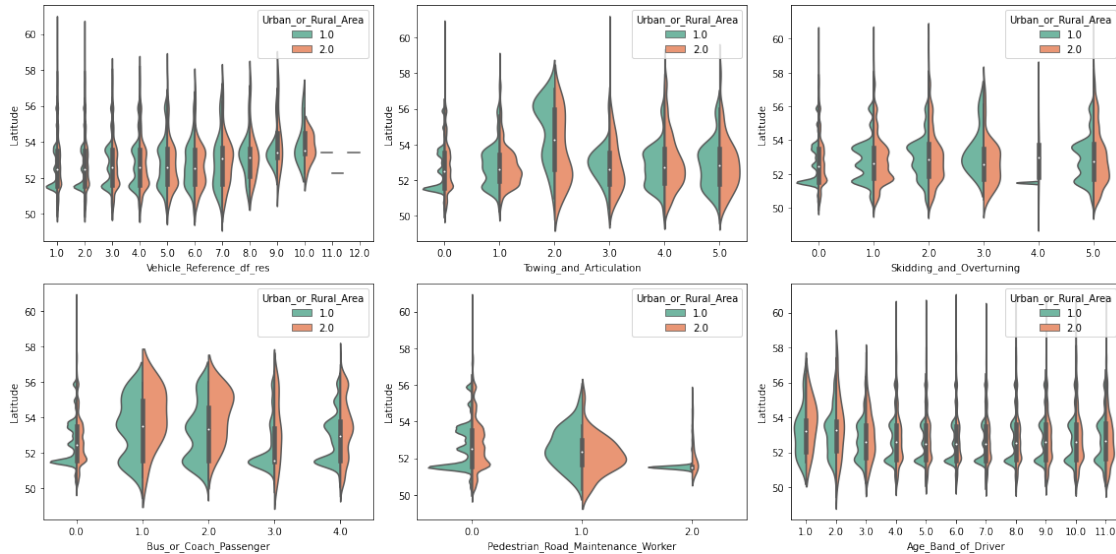 Urban_or_Rural_Area
1.0
2.0
60
58
56
54
52
50
Latitude
1.0 2.0 3.0 4.0 5.0 6.0 7.0 8.0 9.0 10.0 11.0 12.0
Vehicle_Reference_df_res
Urban_or_Rural_Area
1.0
2.0
60
58
56
54
52
50
Latitude
0.0 1.0 2.0 3.0 4.0 5.0
Towing_and_Articulation
Urban_or_Rural_Area
1.0
2.0
62
60
58
56
54
52
50
48
Latitude
0.0 1.0 2.0 3.0 4.0 5.0
Skidding_and_Overturning
Urban_or_Rural_Area
1.0
2.0
60
58
56
54
52
50
Latitude
0.0 1.0 2.0 3.0 4.0
Bus_or_Coach_Passenger
Urban_or_Rural_Area
1.0
2.0
60
58
56
54
52
50
Latitude
0.0 1.0 2.0
Pedestrian_Road_Maintenance_Worker
Urban_or_Rural_Area
1.0
2.0
60
58
56
54
52
50
Latitude
1.0 2.0 3.0 4.0 5.0 6.0 7.0 8.0 9.0 10.0 11.0
Age_Band_of_Driver